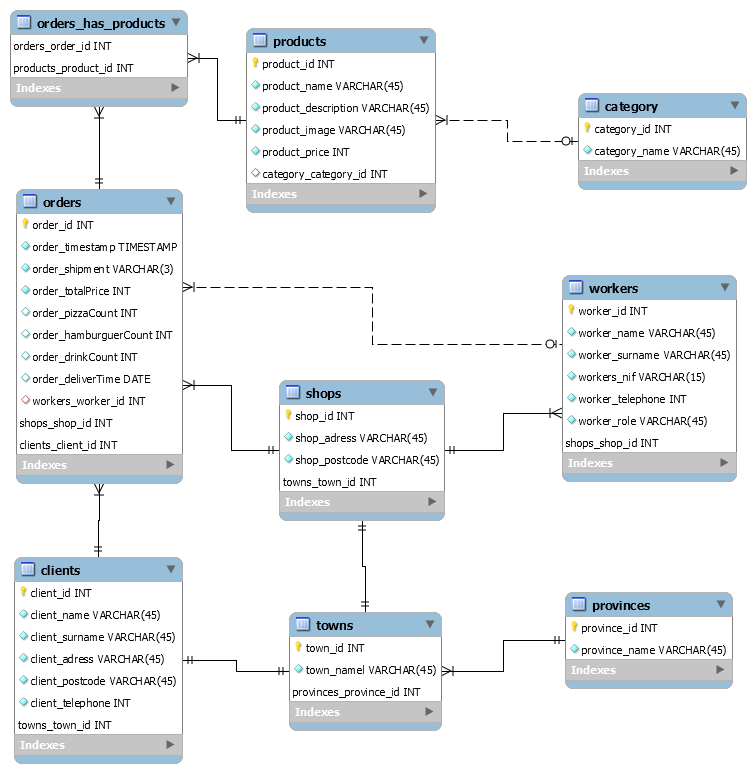 orders_has_products
orders_order_id INT
products_product_id INT
Indexes
products
product_id INT
product_name VARCHAR(45)
product_description VARCHAR(45)
product_image VARCHAR(45)
product_price INT
category_category_id INT
Indexes
category
category_id INT
category_name VARCHAR(45)
Indexes
orders
order_id INT
order_timestamp TIMESTAMP
order_shipment VARCHAR(3)
order_totalPrice INT
order_pizzaCount INT
order_hamburguerCount INT
order_drinkCount INT
order_deliverTime DATE
workers_worker_id INT
shops_shop_id INT
clients_client_id INT
Indexes
workers
worker_id INT
worker_name VARCHAR(45)
worker_surname VARCHAR(45)
workers_nif VARCHAR(15)
worker_telephone INT
worker_role VARCHAR(45)
shops_shop_id INT
Indexes
shops
shop_id INT
shop_adress VARCHAR(45)
shop_postcode VARCHAR(45)
towns_town_id INT
Indexes
clients
client_id INT
client_name VARCHAR(45)
client_surname VARCHAR(45)
client_adress VARCHAR(45)
client_postcode VARCHAR(45)
client_telephone INT
towns_town_id INT
Indexes
towns
town_id INT
town_namel VARCHAR(45)
provinces_province_id INT
Indexes
provinces
province_id INT
province_name VARCHAR(45)
Indexes